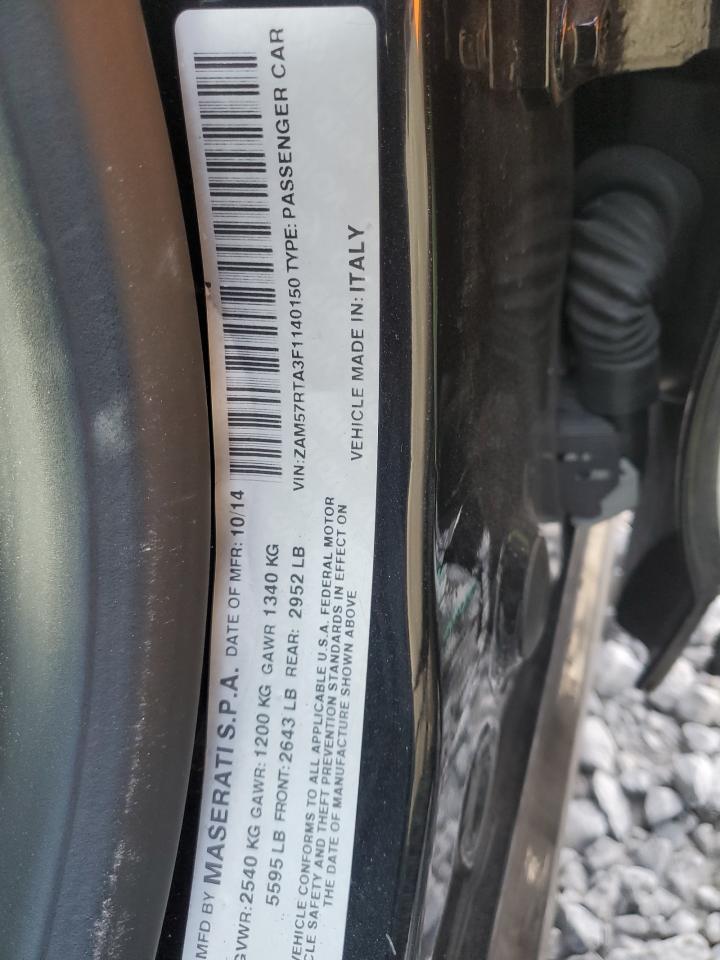 MFD BY MASERATI S.P.A. DATE OF MFR: 10/14
GVWR: 2540 KG GAWR: 1200 KG GAWR 1340 KG
5595 LB FRONT: 2643 LB REAR: 2952 LB
VEHICLE CONFORMS TO ALL APPLICABLE U.S.A. FEDERAL MOTOR
CLE SAFETY AND THEFT PREVENTION STANDARDS IN EFFECT ON
THE DATE OF MANUFACTURE SHOWN ABOVE
VIN: ZAM57RTA3F1140150 TYPE: PASSENGER CAR
VEHICLE MADE IN: ITALY